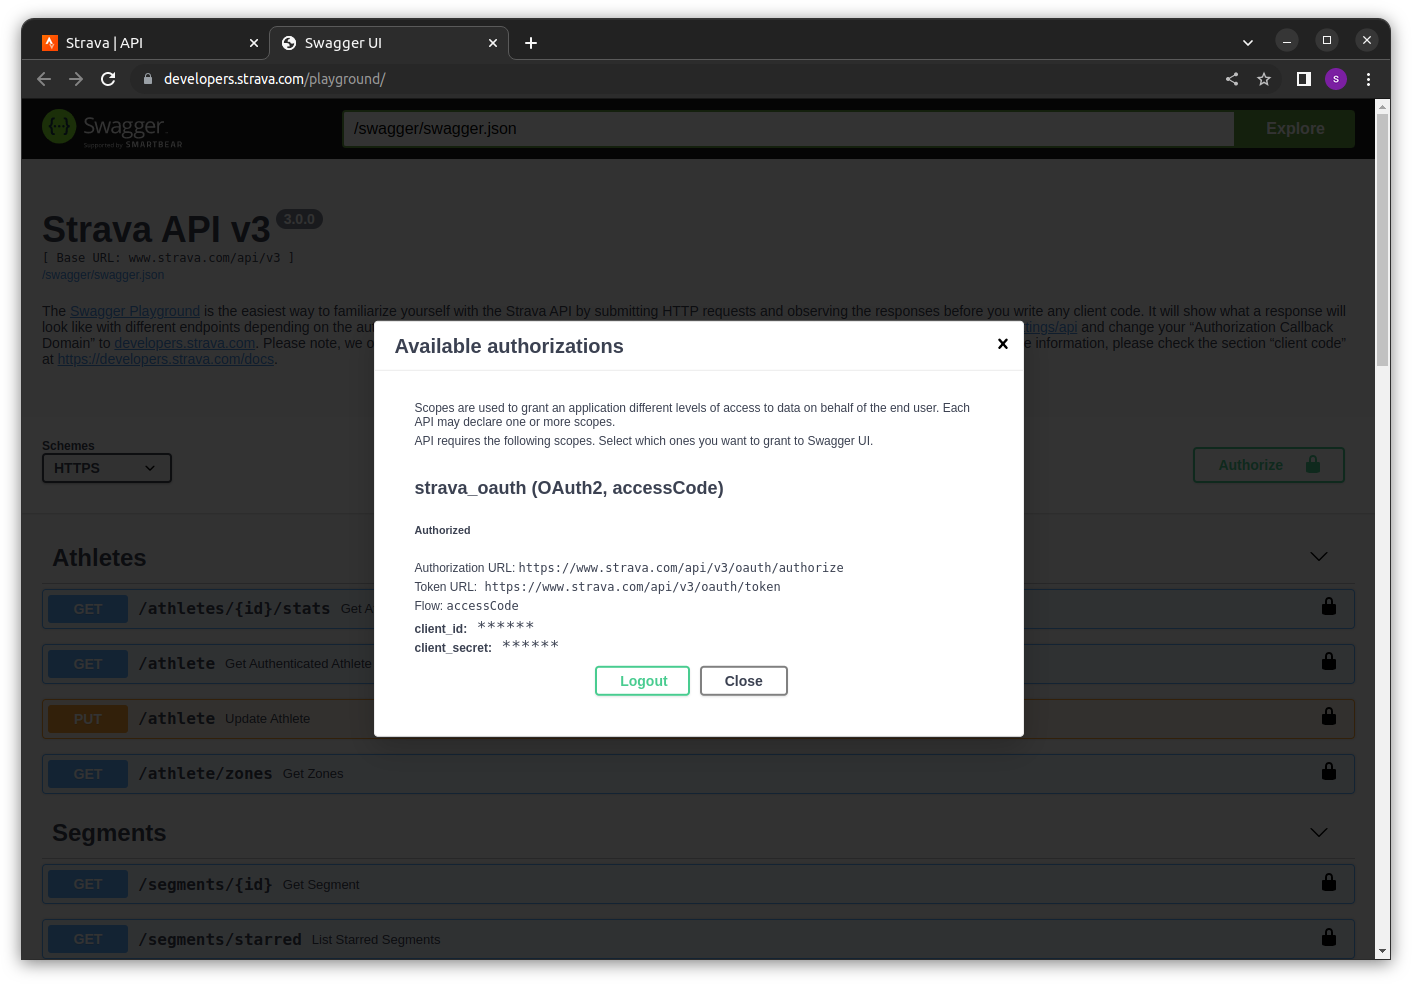 Strava | API
Swagger UI
developers.strava.com/playground/
S
{···} Swagger.
Supported by SMARTBEAR
/swagger/swagger.json
Explore
Strava API v3 3.0.0
[ Base URL: www.strava.com/api/v3 ]
/swagger/swagger.json
The Swagger Playground is the easiest way to familiarize yourself with the Strava API by submitting HTTP requests and observing the responses before you write any client code. It will show what a response will
look like with different endpoints depending on the au
tings/api and change your “Authorization Callback
Domain” to developers.strava.com. Please note, we o
e information, please check the section “client code”
at https://developers.strava.com/docs.
Available authorizations
Scopes are used to grant an application different levels of access to data on behalf of the end user. Each
API may declare one or more scopes.
API requires the following scopes. Select which ones you want to grant to Swagger UI.
strava_oauth (OAuth2, accessCode)
Authorized
Authorization URL: https://www.strava.com/api/v3/oauth/authorize
Token URL: https://www.strava.com/api/v3/oauth/token
Flow: accessCode
client_id: ******
client_secret: ******
Logout
Close
Schemes
HTTPS
Authorize
Athletes
GET /athletes/{id}/stats Get A
GET /athlete Get Authenticated Athlete
PUT /athlete Update Athlete
GET /athlete/zones Get Zones
Segments
GET /segments/{id} Get Segment
GET /segments/starred List Starred Segments